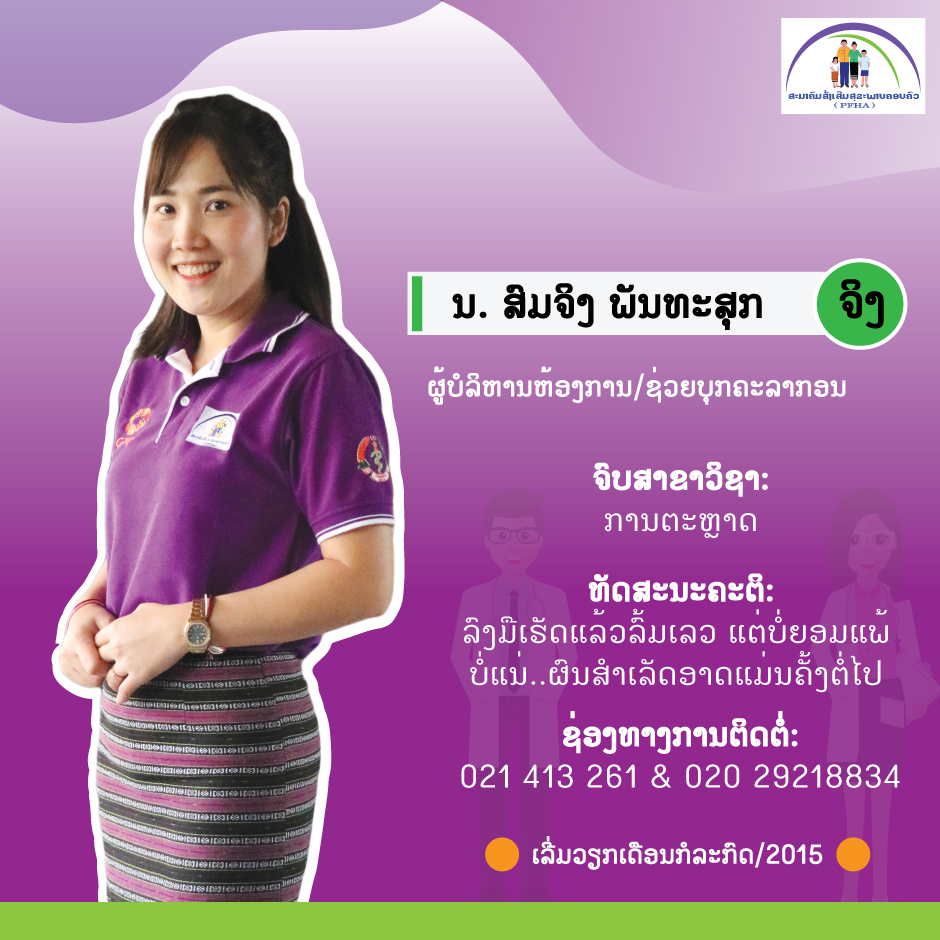 ສະມາຄົມສົ່ງເສີມສຸຂະພາບຄອບຄົວ
( PFHA )
ນ. ສົມຈິງ ພັນທະສຸກ
ຈິງ
ຜູ້ບໍລິຫານຫ້ອງການ/ຊ່ວຍບຸກຄະລາກອນ
ຈົບສາຂາວິຊາ:
ການຕະຫຼາດ
ທັດສະນະຄະຕິ:
ລົງມືເຮັດແລ້ວລົ້ມເລວ ແຕ່ບໍ່ຍອມແພ້
ບໍ່ແນ່..ຜົນສຳເລັດອາດແມ່ນຄັ້ງຕໍ່ໄປ
ຊ່ອງທາງການຕິດຕໍ່:
021 413 261 & 020 29218834
ເລີ່ມວຽກເດືອນກໍລະກົດ/2015